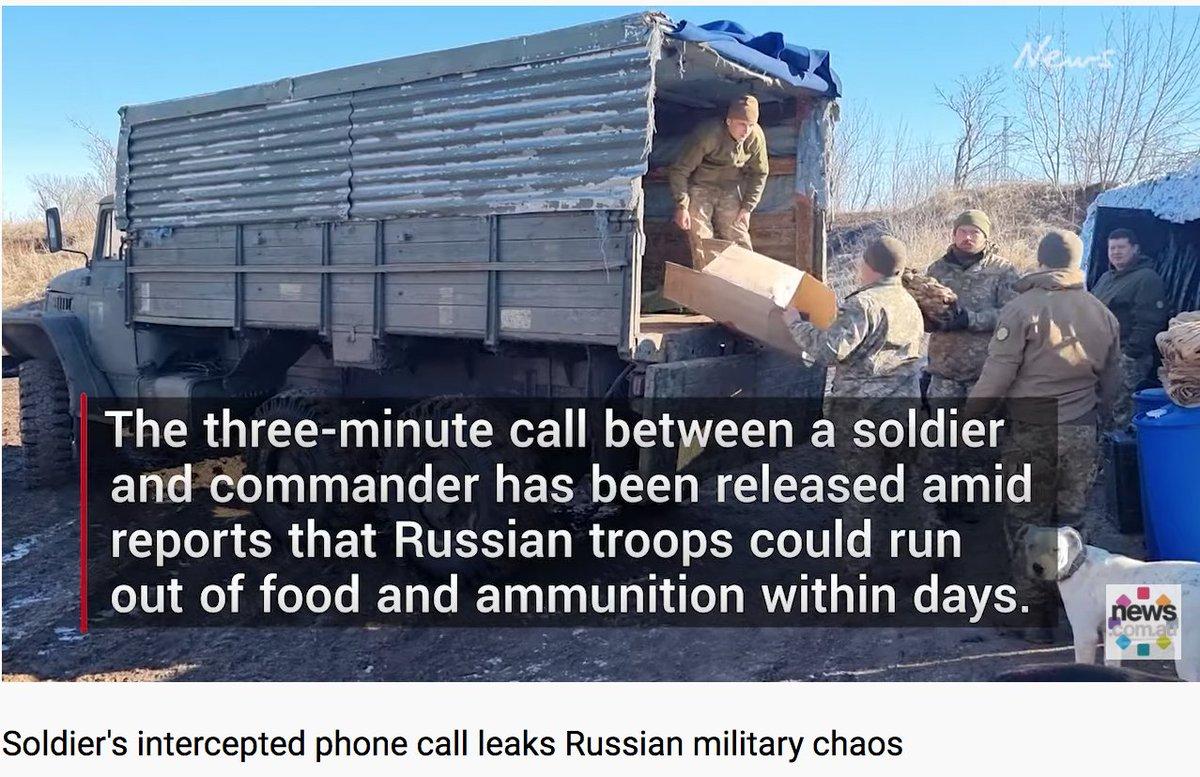 News
The three-minute call between a soldier
and commander has been released amid
reports that Russian troops could run
out of food and ammunition within days.
news
.com.au
Soldier's intercepted phone call leaks Russian military chaos